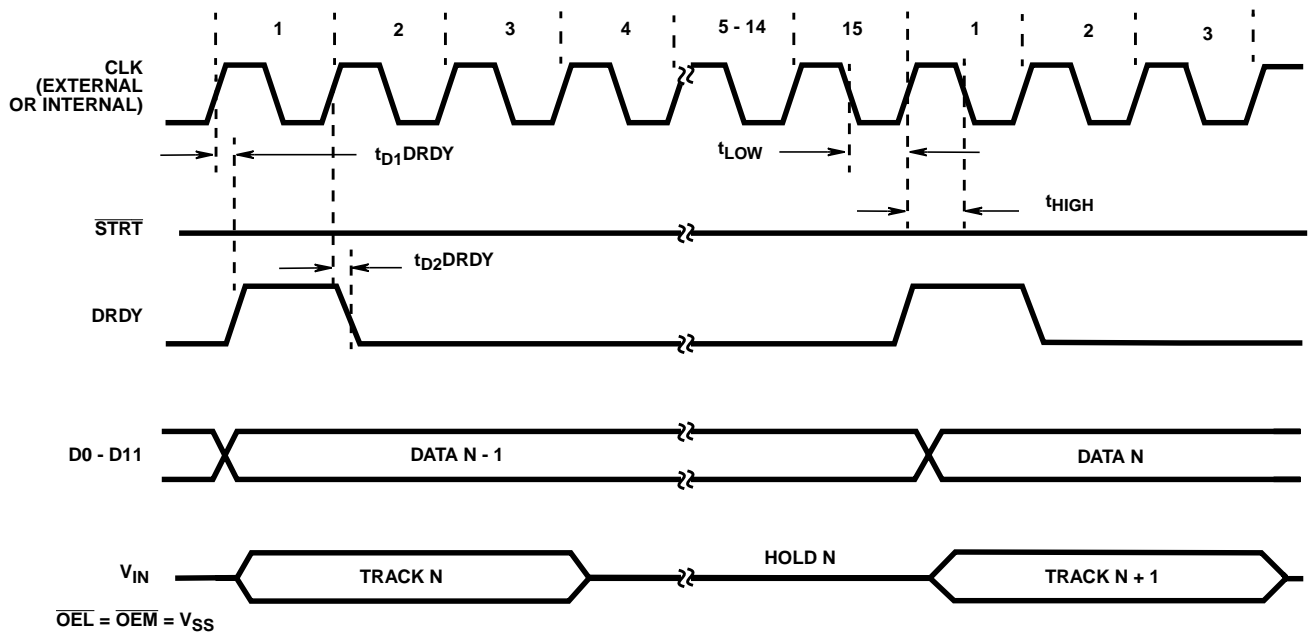 1 2 3 4 5 - 14 15 1 2 3
CLK
(EXTERNAL
OR INTERNAL)
tD1DRDY
tLOW
tHIGH
STRT
tD2DRDY
DRDY
D0 - D11
DATA N - 1
DATA N
HOLD N
VIN
TRACK N
TRACK N + 1
OEL = OEM = VSS